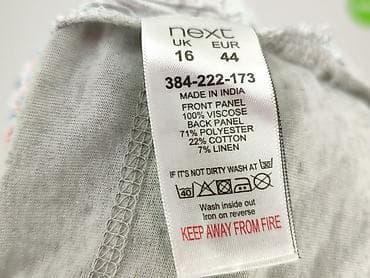 next
UK EUR
16 44
384-222-173
MADE IN INDIA
FRONT PANEL
100% VISCOSE
BACK PANEL
71% POLYESTER
22% COTTON
7% LINEN
IF IT'S NOT DIRTY WASH AT 30
40
Wash inside out
Iron on reverse
KEEP AWAY FROM FIRE